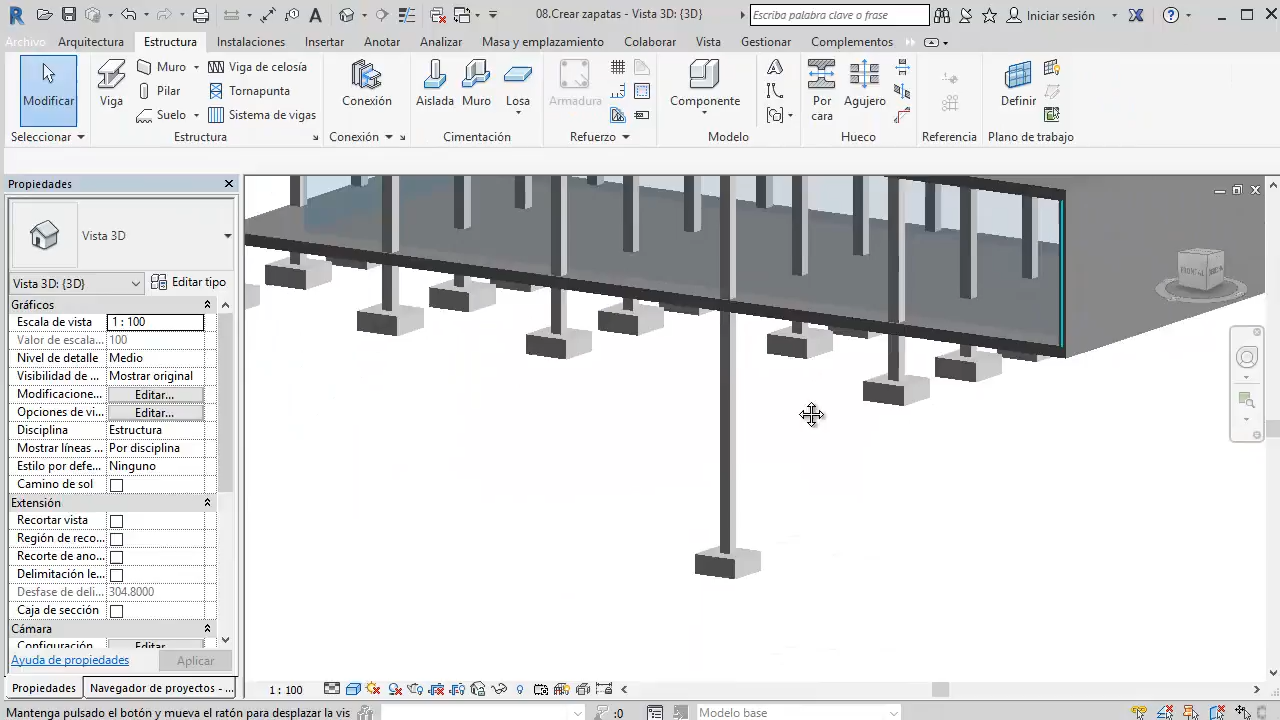 08.Crear zapatas - Vista 3D: {3D}
Escriba palabra clave o frase
Iniciar sesión
Archivo Arquitectura Estructura Instalaciones Insertar Anotar Analizar Masa y emplazamiento Colaborar Vista Gestionar Complementos
Modificar
Viga
Muro
Pilar
Suelo
Viga de celosía
Tornapunta
Sistema de vigas
Conexión
Aislada
Muro
Losa
Armadura
Componente
Por cara
Agujero
Definir
Seleccionar Estructura Conexión Cimentación Refuerzo Modelo Hueco Referencia Plano de trabajo
Propiedades
Vista 3D
Vista 3D: {3D} Editar tipo
Gráficos
Escala de vista 1 : 100
Valor de escala... 100
Nivel de detalle Medio
Visibilidad de ... Mostrar original
Modificacione... Editar...
Opciones de vi... Editar...
Disciplina Estructura
Mostrar líneas ... Por disciplina
Estilo por defe... Ninguno
Camino de sol
Extensión
Recortar vista
Región de reco...
Recorte de ano...
Delimitación le...
Desfase de deli... 304.8000
Caja de sección
Cámara
Configuración Editar
Ayuda de propiedades Aplicar
Propiedades Navegador de proyectos - ...
1 : 100
Mantenga pulsado el botón y mueva el ratón para desplazar la vis
:0
Modelo base